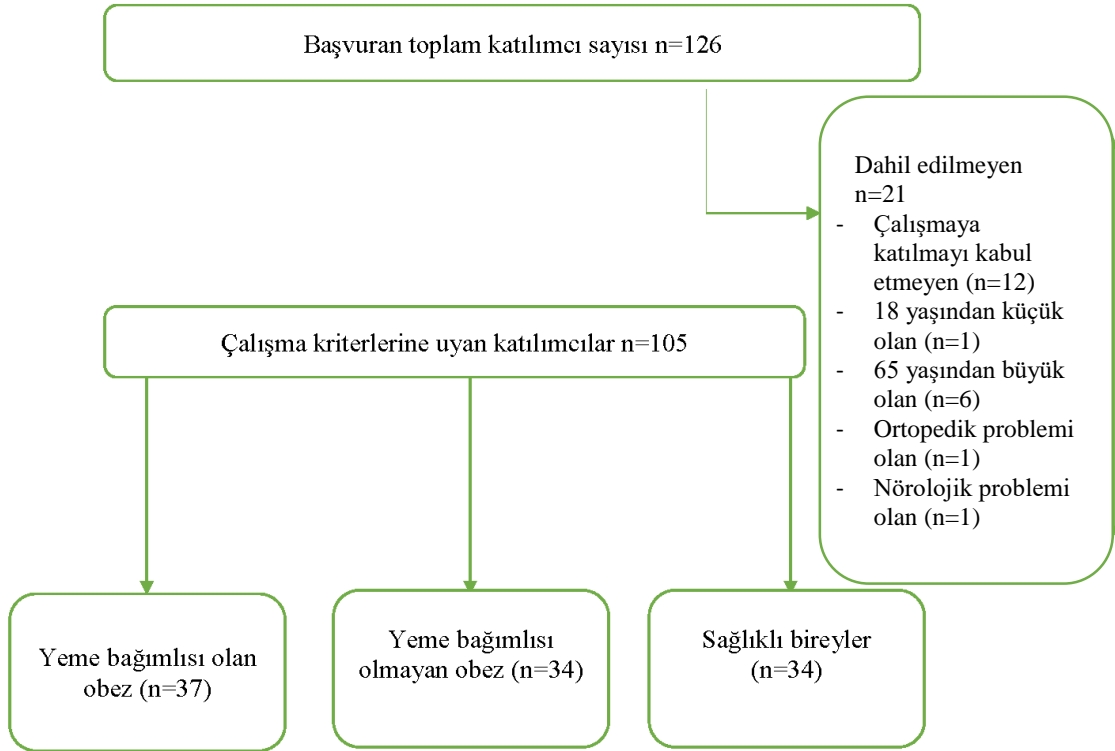 Başvuran toplam katılımcı sayısı n=126
Dahil edilmeyen
n=21
- Çalışmaya
katılmayı kabul
etmeyen (n=12)
- 18 yaşından küçük
olan (n=1)
- 65 yaşından büyük
olan (n=6)
- Ortopedik problemi
olan (n=1)
- Nörolojik problemi
olan (n=1)
Çalışma kriterlerine uyan katılımcılar n=105
Yeme bağımlısı olan
obez (n=37)
Yeme bağımlısı
olmayan obez (n=34)
Sağlıklı bireyler
(n=34)